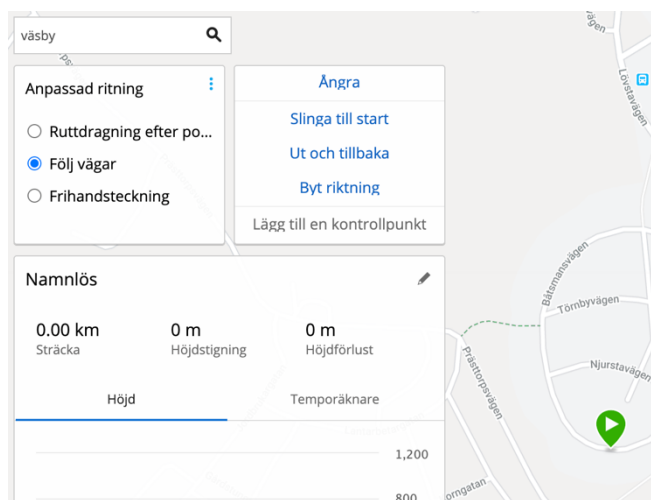 väsby
Anpassad ritning
Ruttdragning efter po...
Följ vägar
Frihandsteckning
Ångra
Slinga till start
Ut och tillbaka
Byt riktning
Lägg till en kontrollpunkt
Namnlös
0.00 km
Sträcka
0 m
Höjdstigning
0 m
Höjdförlust
Höjd
Temporäknare
1,200
800
Lövstavägen
Båtsmansvägen
Törnbyvägen
Njurstavägen
Prästtorpsvägen
orngatan